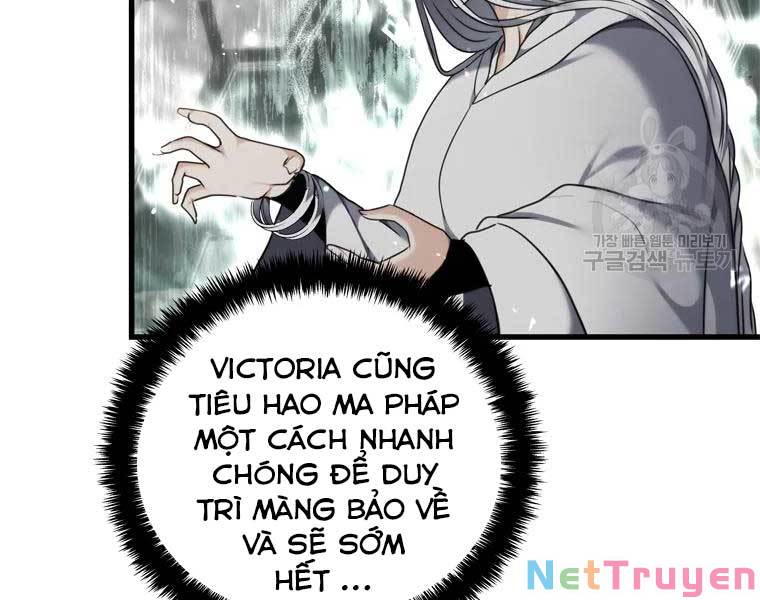 가장 빠른 웹툰 미리보기
구글검색 뉴토끼
VICTORIA CŨNG
TIÊU HAO MA PHÁP
MỘT CÁCH NHANH
CHÓNG ĐỂ DUY
TRÌ MÀNG BẢO VỀ
VÀ SẼ SỚM
HẾT ...
NetTruyen